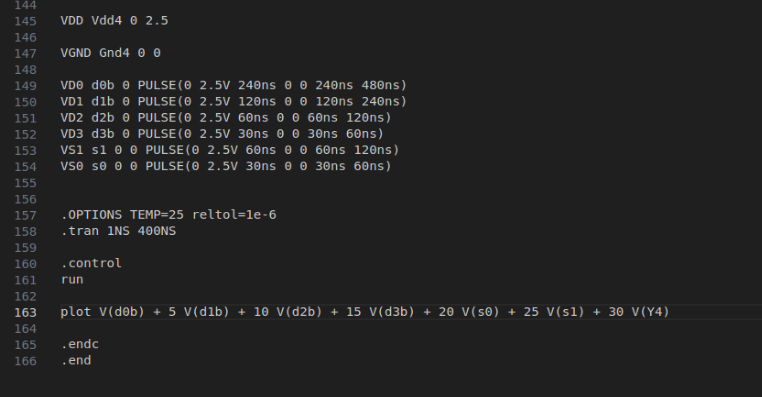 144
145 VDD Vdd4 0 2.5
146
147 VGND Gnd4 0 0
148
149 VD0 d0b 0 PULSE(0 2.5V 240ns 0 0 240ns 480ns)
150 VD1 d1b 0 PULSE(0 2.5V 120ns 0 0 120ns 240ns)
151 VD2 d2b 0 PULSE(0 2.5V 60ns 0 0 60ns 120ns)
152 VD3 d3b 0 PULSE(0 2.5V 30ns 0 0 30ns 60ns)
153 VS1 s1 0 0 PULSE(0 2.5V 60ns 0 0 60ns 120ns)
154 VS0 s0 0 0 PULSE(0 2.5V 30ns 0 0 30ns 60ns)
155
156
157 .OPTIONS TEMP=25 reltol=1e-6
158 .tran 1NS 400NS
159
160 .control
161 run
162
163 plot V(d0b) + 5 V(d1b) + 10 V(d2b) + 15 V(d3b) + 20 V(s0) + 25 V(s1) + 30 V(Y4)
164
165 .endc
166 .end